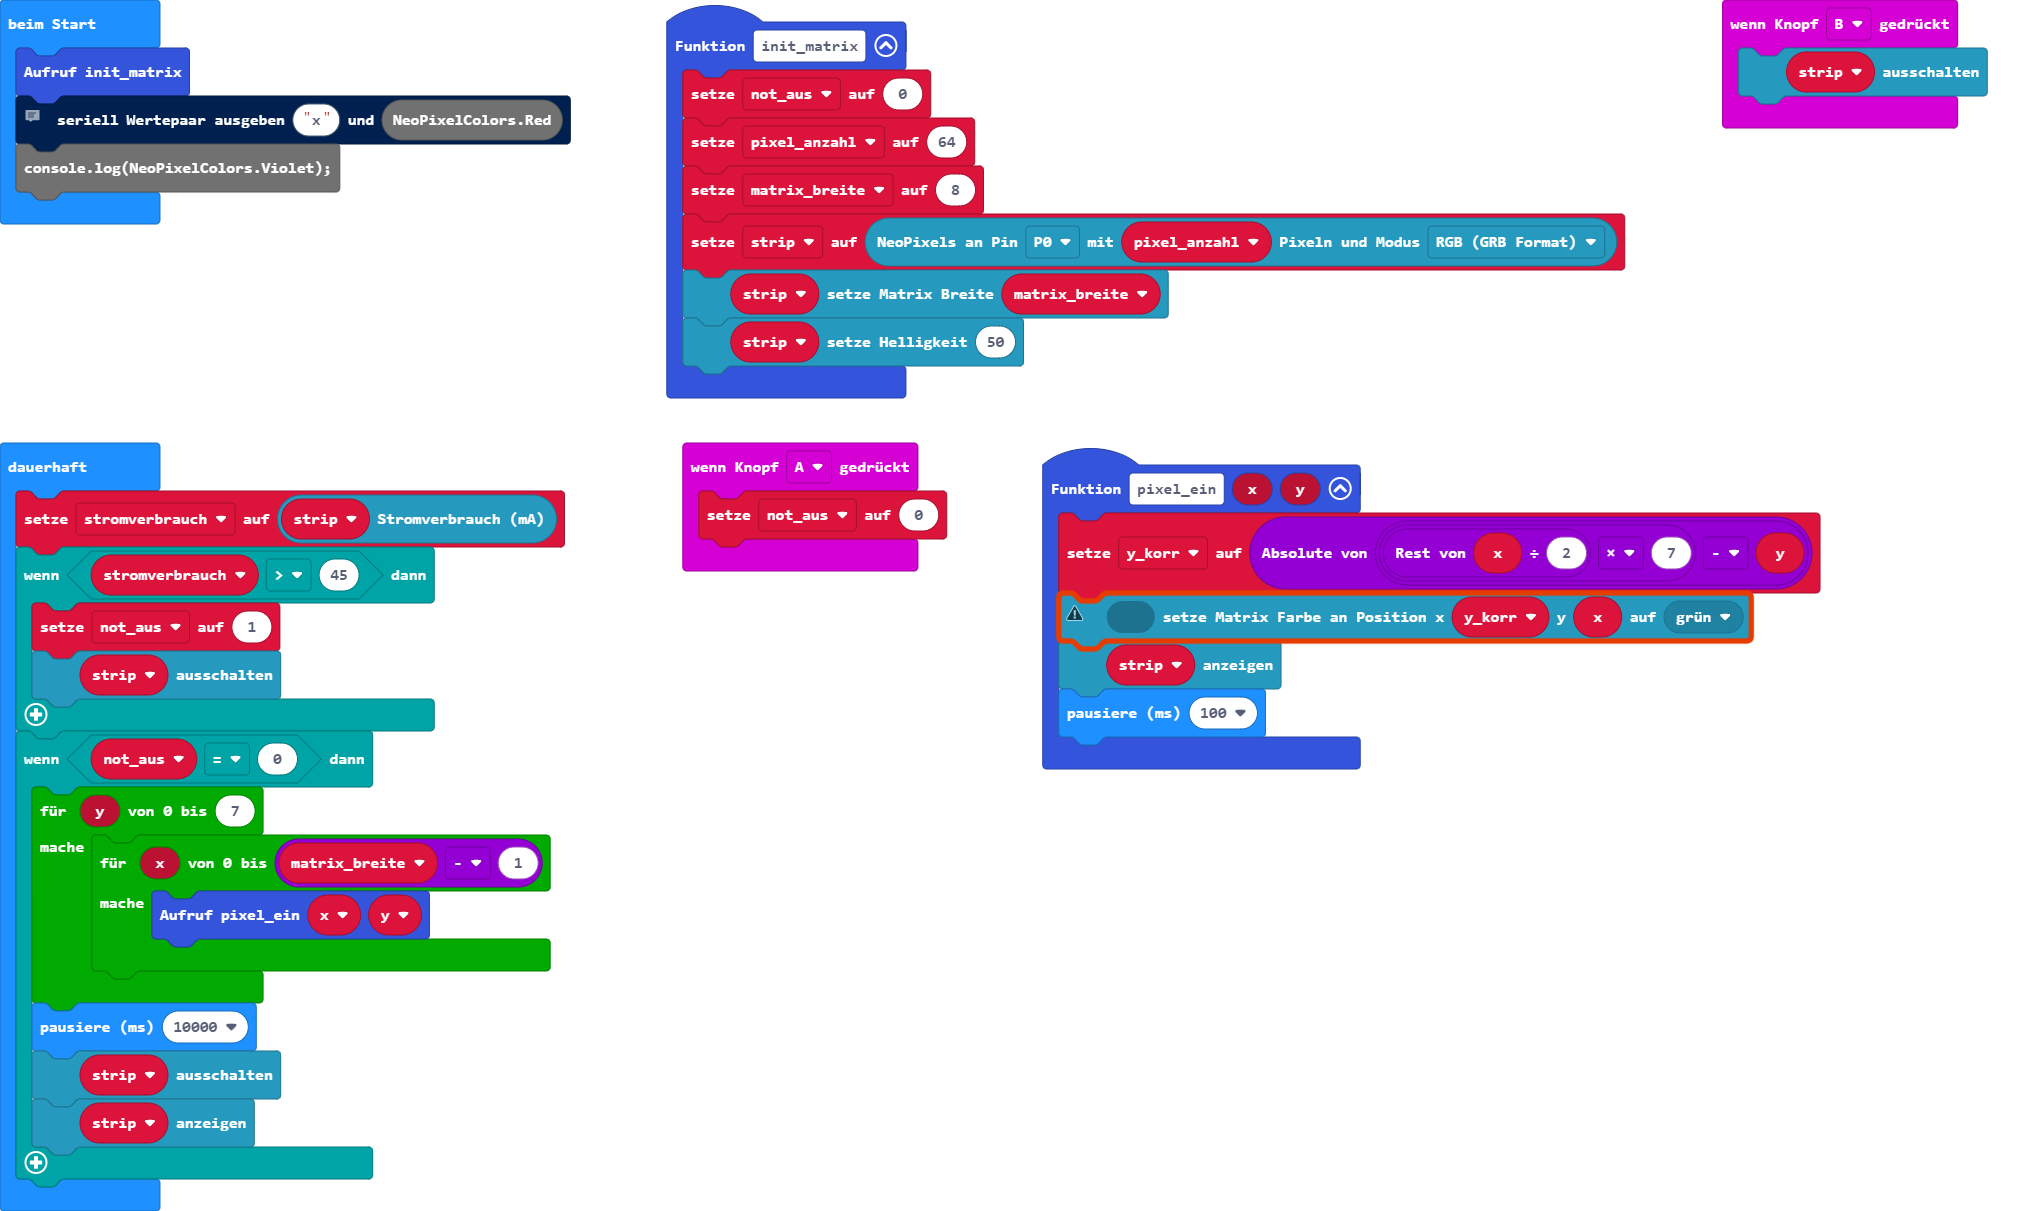 beim Start
Aufruf init_matrix
seriell Wertepaar ausgeben "x" und NeoPixelColors.Red
console.log(NeoPixelColors.Violet);
Funktion init_matrix
setze not_aus auf 0
setze pixel_anzahl auf 64
setze matrix_breite auf 8
setze strip auf NeoPixels an Pin P0 mit pixel_anzahl Pixeln und Modus RGB (GRB Format)
strip setze Matrix Breite matrix_breite
strip setze Helligkeit 50
wenn Knopf B gedrückt
strip ausschalten
dauerhaft
setze stromverbrauch auf strip Stromverbrauch (mA)
wenn stromverbrauch > 45 dann
setze not_aus auf 1
strip ausschalten
wenn not_aus = 0 dann
für y von 0 bis 7
mache
für x von 0 bis matrix_breite - 1
mache
Aufruf pixel_ein x y
pausiere (ms) 10000
strip ausschalten
strip anzeigen
wenn Knopf A gedrückt
setze not_aus auf 0
Funktion pixel_ein x y
setze y_korr auf Absolute von Rest von x ÷ 2 × 7 - y
setze Matrix Farbe an Position x y_korr y x auf grün
strip anzeigen
pausiere (ms) 100